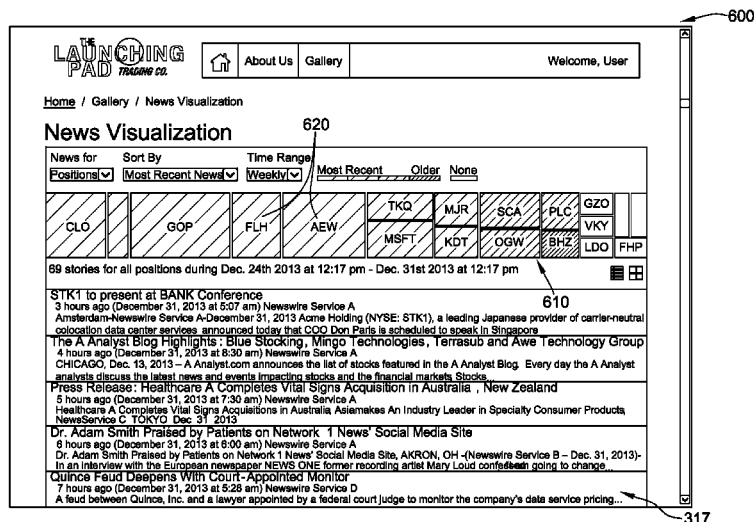 600
THE
LAUNCHING
PAD TRADING CO.
About Us Gallery Welcome, User
Home / Gallery / News Visualization
News Visualization
620
News for Sort By Time Range
Positions Most Recent News Weekly Most Recent Older None
CLO GOP FLH AEW TKQ MJR SCA PLC GZO
VKY
MSFT KDT OGW BHZ LDO FHP
69 stories for all positions during Dec. 24th 2013 at 12:17 pm - Dec. 31st 2013 at 12:17 pm
610
STK1 to present at BANK Conference
3 hours ago (December 31, 2013 at 5:07 am) Newswire Service A
Amsterdam-Newswire Service A-December 31, 2013 Acme Holding (NYSE: STK1), a leading Japanese provider of carrier-neutral
colocation data center services announced today that COO Don Paris is scheduled to speak in Singapore
The A Analyst Blog Highlights : Blue Stocking, Mingo Technologies, Terrasub and Awe Technology Group
4 hours ago (December 31, 2013 at 8:30 am) Newswire Service A
CHICAGO, Dec. 13, 2013 – A Analyst.com announces the list of stocks featured in the A Analyst Blog. Every day the A Analyst
analysts discuss the latest news and events impacting stocks and the financial markets Stocks...
Press Release: Healthcare A Completes Vital Signs Acquisition in Australia , New Zealand
5 hours ago (December 31, 2013 at 7:30 am) Newswire Service A
Healthcare A Completes Vital Signs Acquisitions in Australia, Asiamakes An Industry Leader in Specialty Consumer Products,
NewsService C TOKYO Dec 31 2013
Dr. Adam Smith Praised by Patients on Network 1 News' Social Media Site
6 hours ago (December 31, 2013 at 6:00 am) Newswire Service A
Dr. Adam Smith Praised by Patients on Network 1 News' Social Media Site, AKRON, OH -(Newswire Service B – Dec. 31, 2013)-
In an interview with the European newspaper NEWS ONE former recording artist Mary Loud going to change...
Quince Feud Deepens With Court-Appointed Monitor
7 hours ago (December 31, 2013 at 5:28 am) Newswire Service D
A feud between Quince, Inc. and a lawyer appointed by a federal court judge to monitor the company's data service pricing...
317